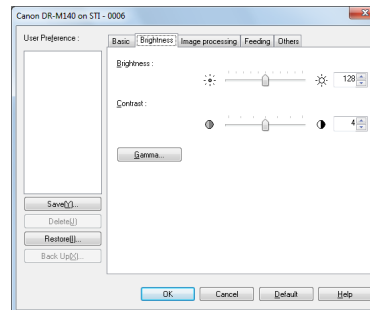 Canon DR-M140 on STI - 0006
User Preference :
Basic Brightness Image processing Feeding Others
Brightness :
128
Contrast :
4
Gamma...
Save(Y)...
Delete(J)
Restore(I)...
Back Up(X)...
OK Cancel Default Help